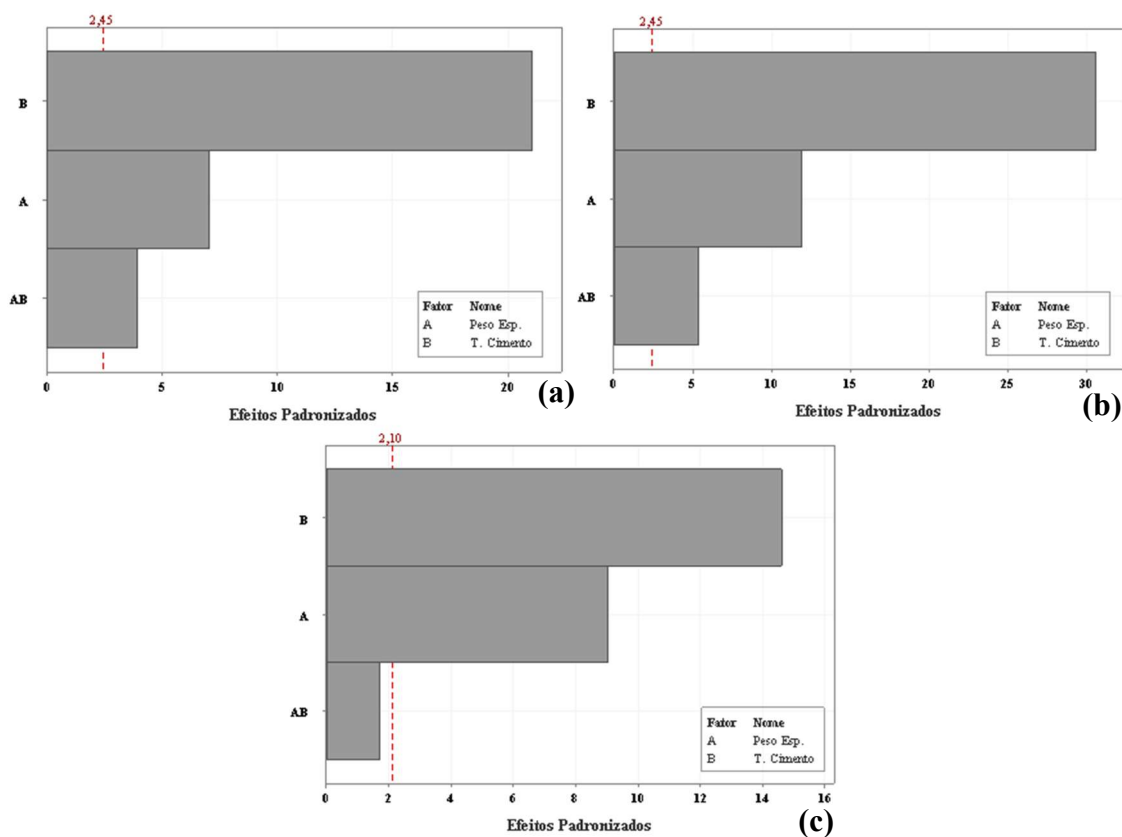 2,45
B
A
AB
Fator Nome
A Peso Esp.
B T. Cimento
0 5 10 15 20
Efeitos Padronizados
(a)
2,45
B
A
AB
Fator Nome
A Peso Esp.
B T. Cimento
0 5 10 15 20 25 30
Efeitos Padronizados
(b)
2,10
B
A
AB
Fator Nome
A Peso Esp.
B T. Cimento
0 2 4 6 8 10 12 14 16
Efeitos Padronizados
(c)